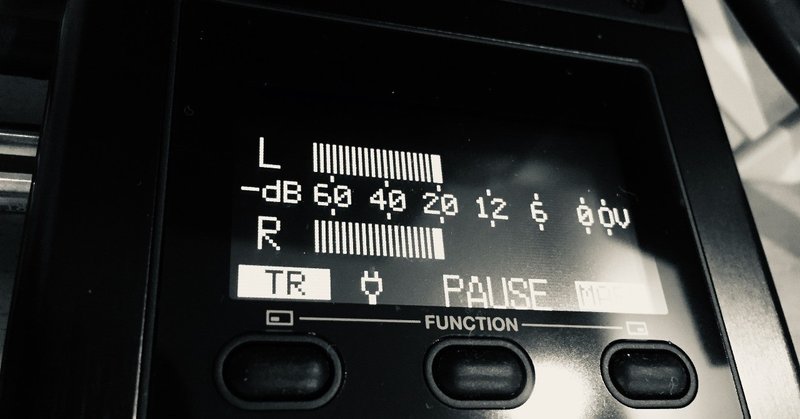 L
-dB 60 40 20 12 6 0 OV
R
TR PAUSE
FUNCTION